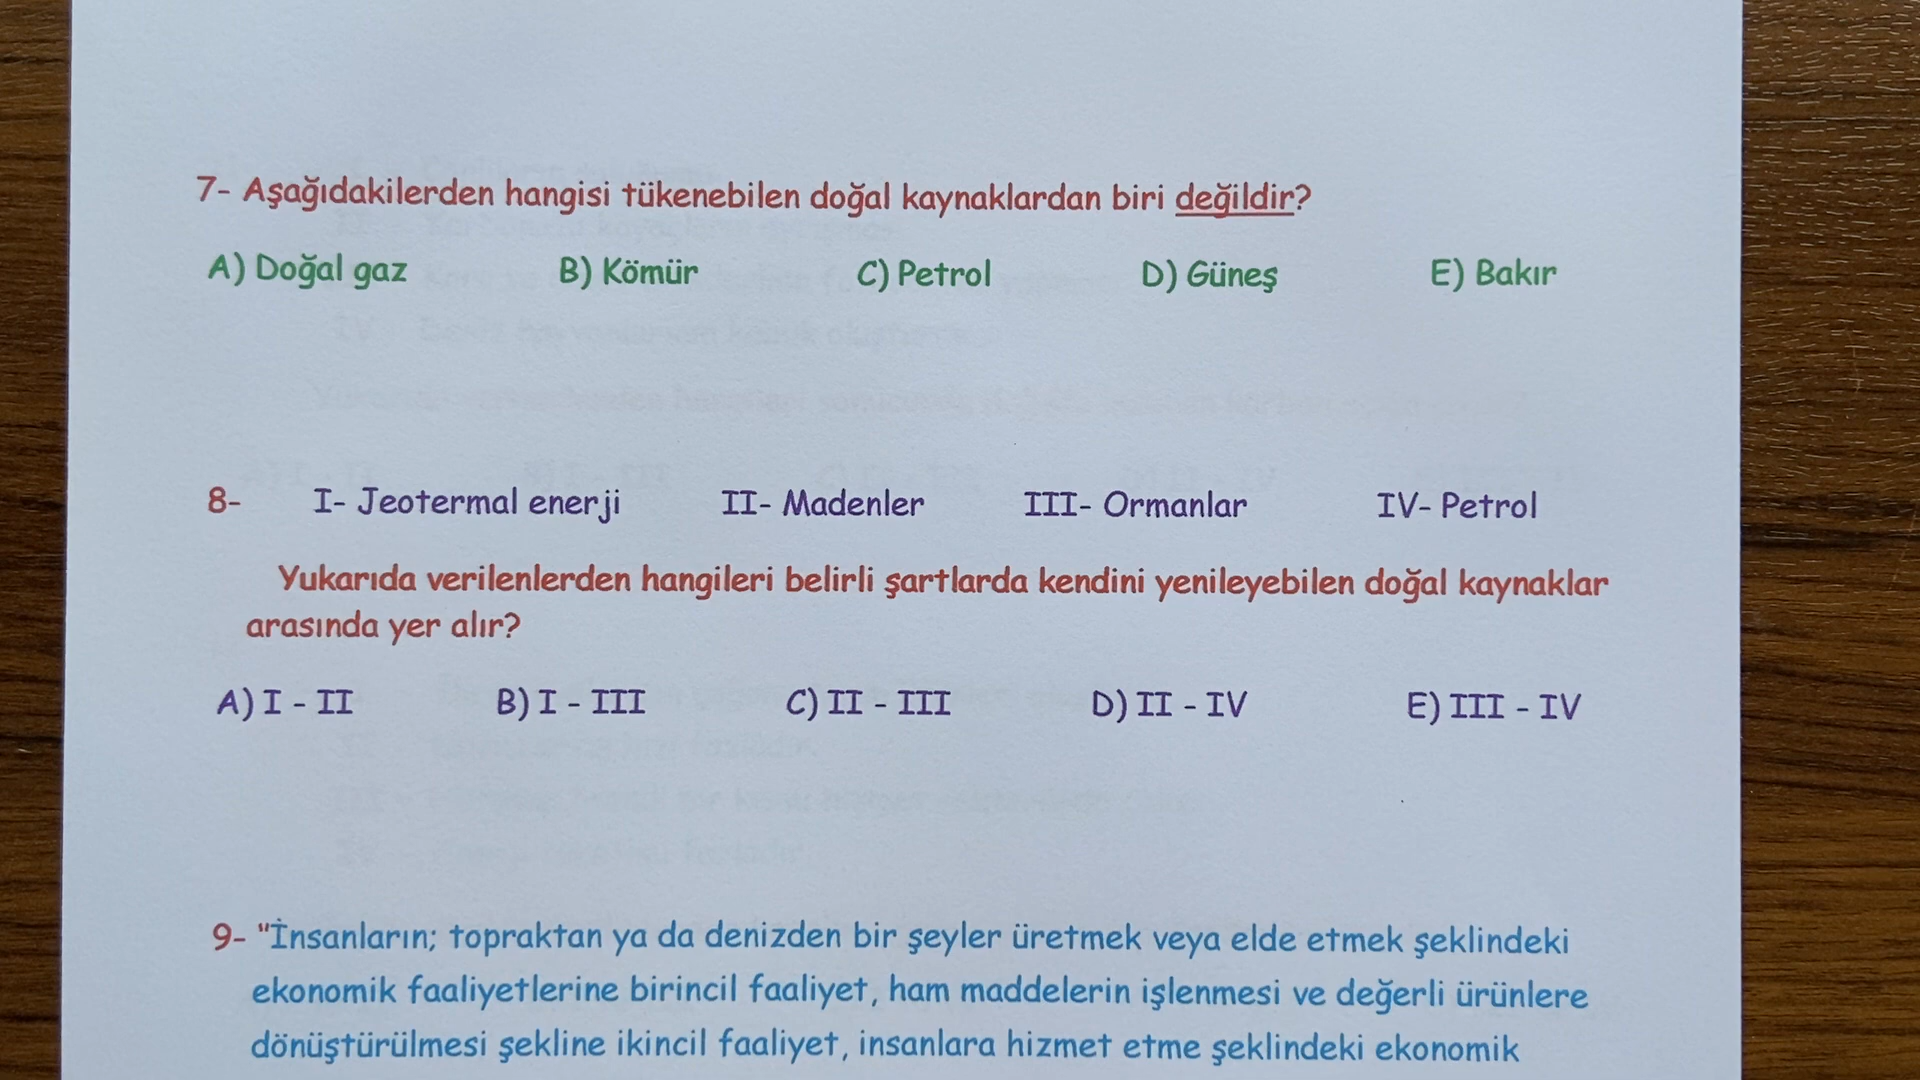 7- Aşağıdakilerden hangisi tükenebilen doğal kaynaklardan biri değildir?
A) Doğal gaz B) Kömür C) Petrol D) Güneş E) Bakır
8- I- Jeotermal enerji II- Madenler III- Ormanlar IV- Petrol
Yukarıda verilenlerden hangileri belirli şartlarda kendini yenileyebilen doğal kaynaklar
arasında yer alır?
A) I - II B) I - III C) II - III D) II - IV E) III - IV
9- "İnsanların; topraktan ya da denizden bir şeyler üretmek veya elde etmek şeklindeki
ekonomik faaliyetlerine birincil faaliyet, ham maddelerin işlenmesi ve değerli ürünlere
dönüştürülmesi şekline ikincil faaliyet, insanlara hizmet etme şeklindeki ekonomik